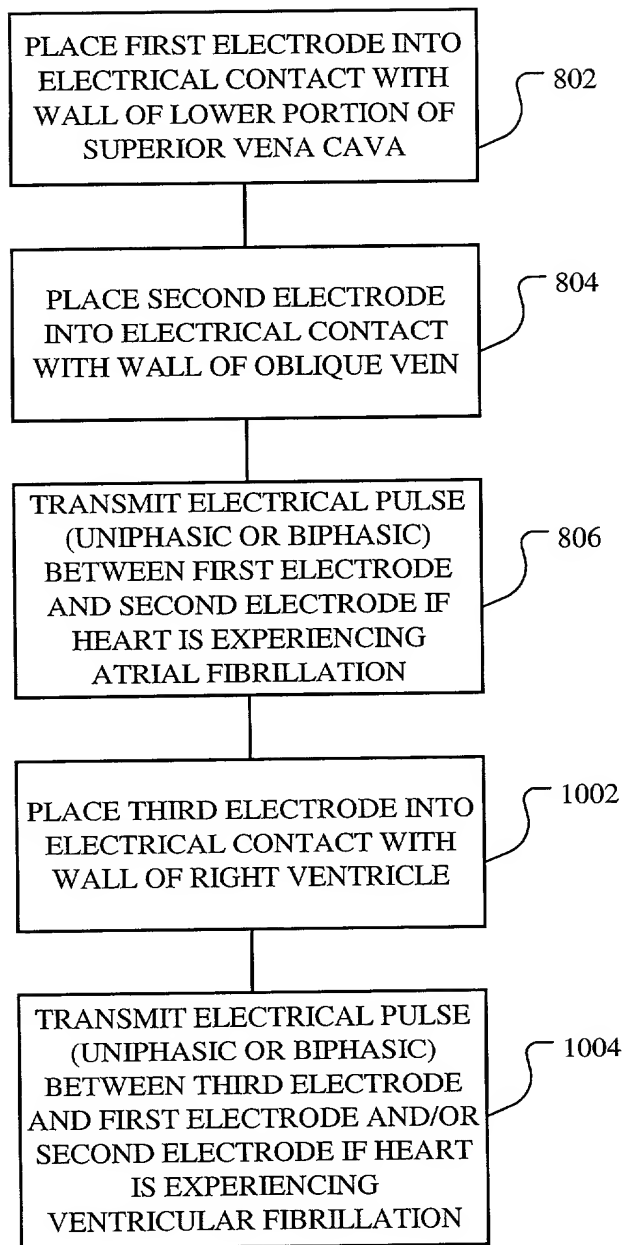 PLACE FIRST ELECTRODE INTO
ELECTRICAL CONTACT WITH
WALL OF LOWER PORTION OF
SUPERIOR VENA CAVA
802
PLACE SECOND ELECTRODE
INTO ELECTRICAL CONTACT
WITH WALL OF OBLIQUE VEIN
804
TRANSMIT ELECTRICAL PULSE
(UNIPHASIC OR BIPHASIC)
BETWEEN FIRST ELECTRODE
AND SECOND ELECTRODE IF
HEART IS EXPERIENCING
ATRIAL FIBRILLATION
806
PLACE THIRD ELECTRODE INTO
ELECTRICAL CONTACT WITH
WALL OF RIGHT VENTRICLE
1002
TRANSMIT ELECTRICAL PULSE
(UNIPHASIC OR BIPHASIC)
BETWEEN THIRD ELECTRODE
AND FIRST ELECTRODE AND/OR
SECOND ELECTRODE IF HEART
IS EXPERIENCING
VENTRICULAR FIBRILLATION
1004